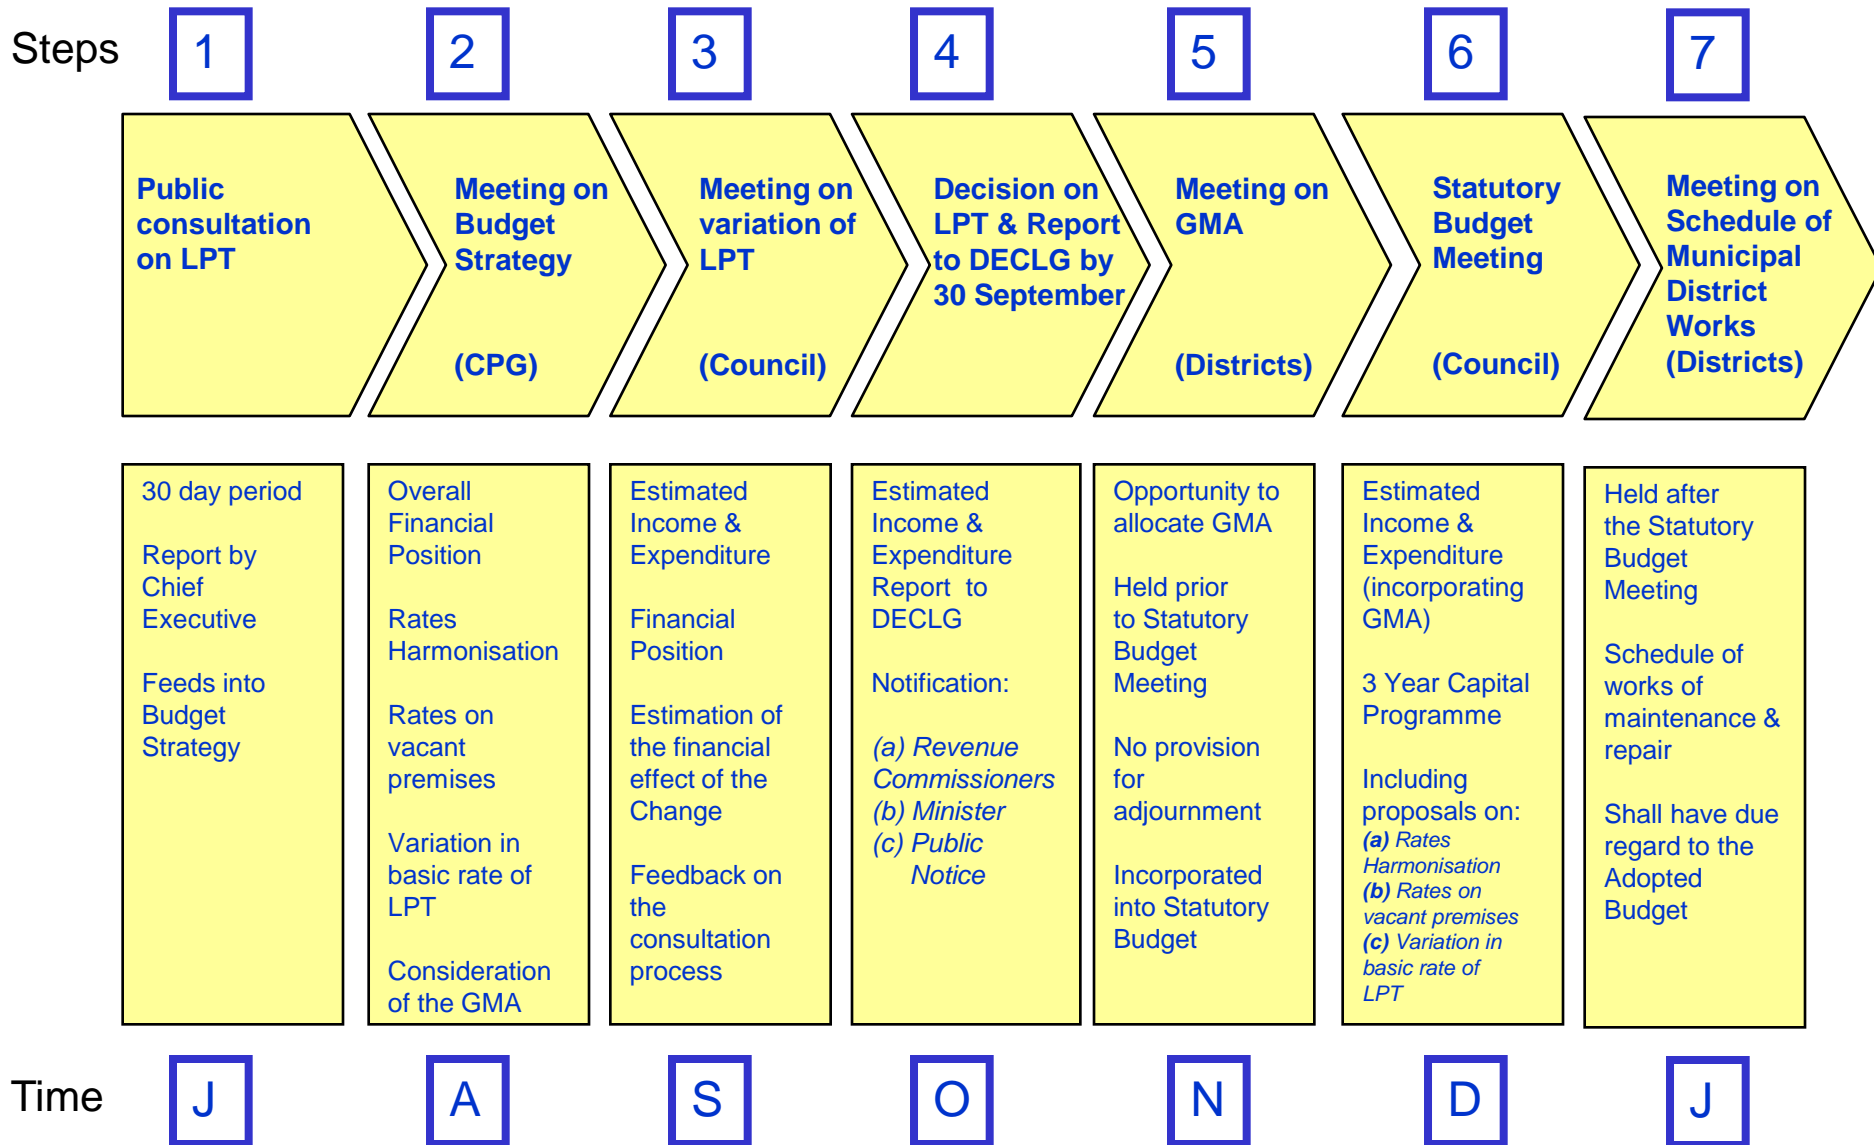 Steps
1
2
3
4
5
6
7
Public
consultation
on LPT
Meeting on
Budget
Strategy
(CPG)
Meeting on
variation of
LPT
(Council)
Decision on
LPT & Report
to DECLG by
30 September
Meeting on
GMA
(Districts)
Statutory
Budget
Meeting
(Council)
Meeting on
Schedule of
Municipal
District
Works
(Districts)
30 day period
Report by
Chief
Executive
Feeds into
Budget
Strategy
Overall
Financial
Position
Rates
Harmonisation
Rates on
vacant
premises
Variation in
basic rate of
LPT
Consideration
of the GMA
Estimated
Income &
Expenditure
Financial
Position
Estimation of
the financial
effect of the
Change
Feedback on
the
consultation
process
Estimated
Income &
Expenditure
Report to
DECLG
Notification:
(a) Revenue
Commissioners
(b) Minister
(c) Public
Notice
Opportunity to
allocate GMA
Held prior
to Statutory
Budget
Meeting
No provision
for
adjournment
Incorporated
into Statutory
Budget
Estimated
Income &
Expenditure
(incorporating
GMA)
3 Year Capital
Programme
Including
proposals on:
(a) Rates
Harmonisation
(b) Rates on
vacant premises
(c) Variation in
basic rate of
LPT
Held after
the Statutory
Budget
Meeting
Schedule of
works of
maintenance &
repair
Shall have due
regard to the
Adopted
Budget
Time
J
A
S
O
N
D
J